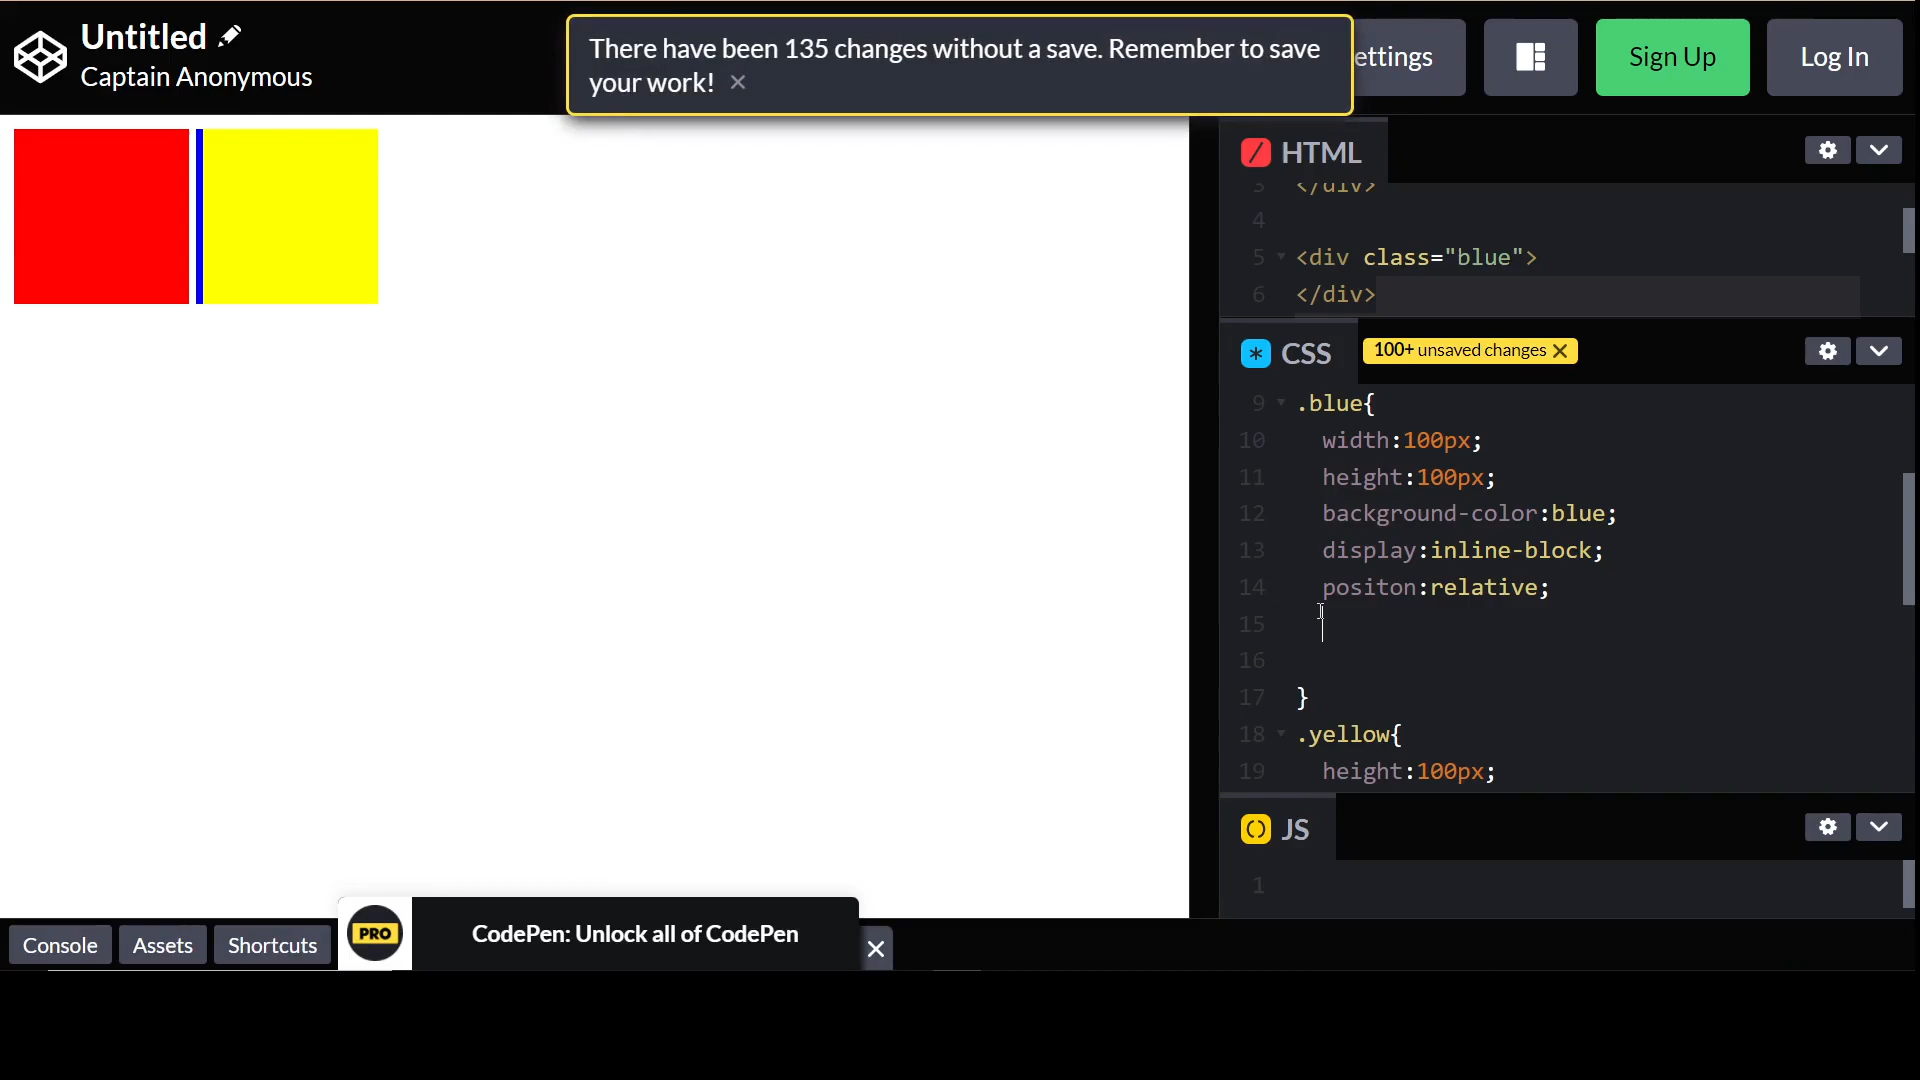 Untitled
Captain Anonymous
There have been 135 changes without a save. Remember to save
your work! ×
ettings
Sign Up
Log In
HTML
3 </div>
4
5 <div class="blue">
6 </div>
CSS
100+ unsaved changes ×
9 .blue{
10 width:100px;
11 height:100px;
12 background-color:blue;
13 display:inline-block;
14 positon:relative;
15
16
17 }
18 .yellow{
19 height:100px;
JS
1
Console
Assets
Shortcuts
PRO
CodePen: Unlock all of CodePen
×